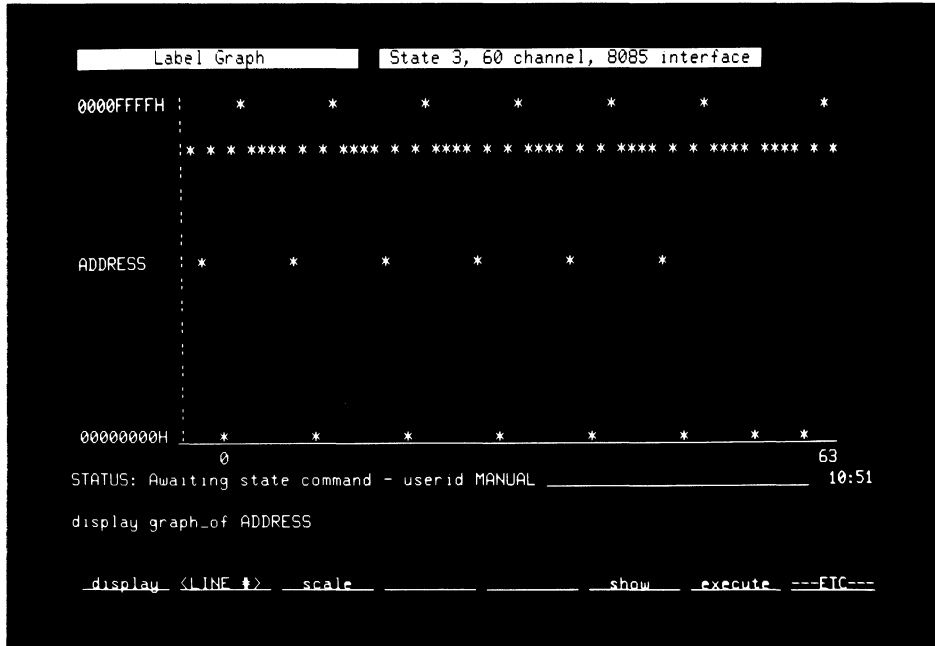 Label Graph State 3, 60 channel, 8085 interface
0000FFFFH * * * * * * *
* * * **** * * **** * * **** * * **** * * **** * * **** **** * *
ADDRESS * * * * * *
00000000H * * * * * * * *
0 63
STATUS: Awaiting state command - userid MANUAL 10:51
display graph_of ADDRESS
display <LINE #> scale show execute ---ETC---